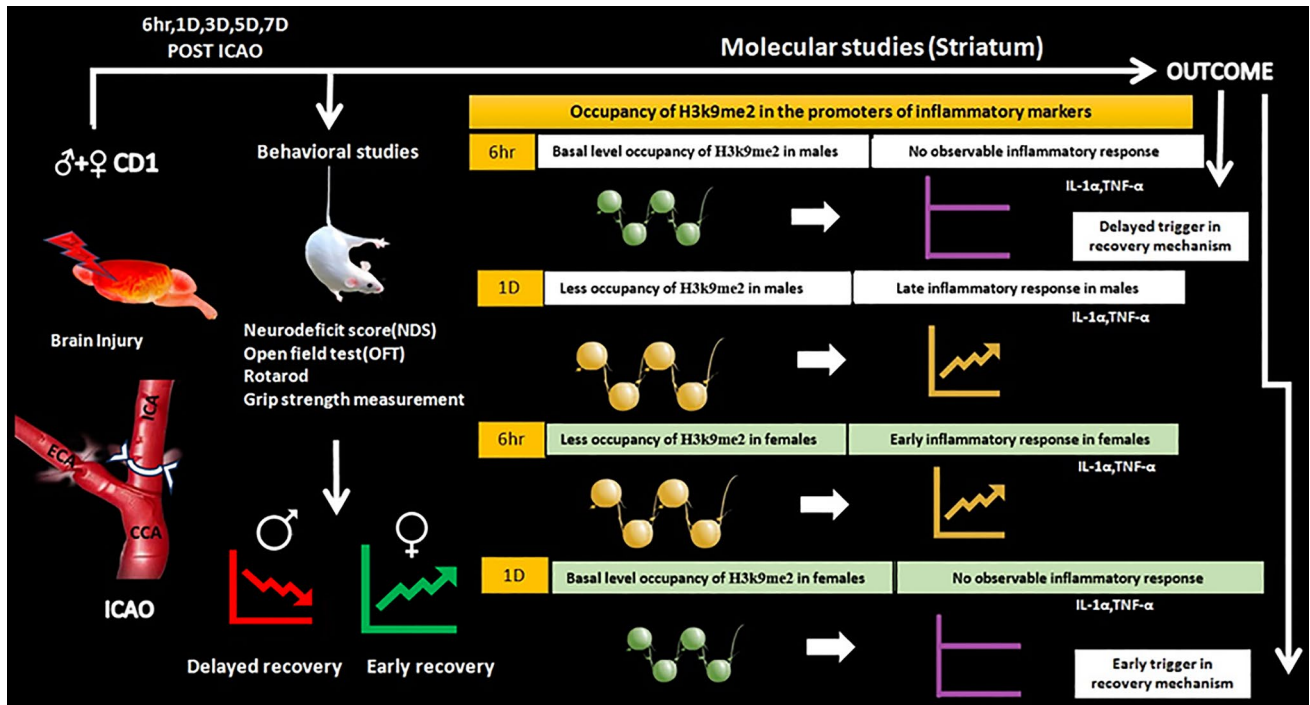 6hr,1D,3D,5D,7D
POST ICAO
♂+♀ CD1
Brain Injury
ICA
ECA
CCA
ICAO
Behavioral studies
Neurodeficit score(NDS)
Open field test(OFT)
Rotarod
Grip strength measurement
♂
♀
Delayed recovery
Early recovery
Molecular studies (Striatum)
OUTCOME
Occupancy of H3k9me2 in the promoters of inflammatory markers
6hr
Basal level occupancy of H3k9me2 in males
No observable inflammatory response
IL-1α,TNF-α
Delayed trigger in
recovery mechanism
1D
Less occupancy of H3k9me2 in males
Late inflammatory response in males
IL-1α,TNF-α
6hr
Less occupancy of H3k9me2 in females
Early inflammatory response in females
IL-1α,TNF-α
1D
Basal level occupancy of H3k9me2 in females
No observable inflammatory response
IL-1α,TNF-α
Early trigger in
recovery mechanism